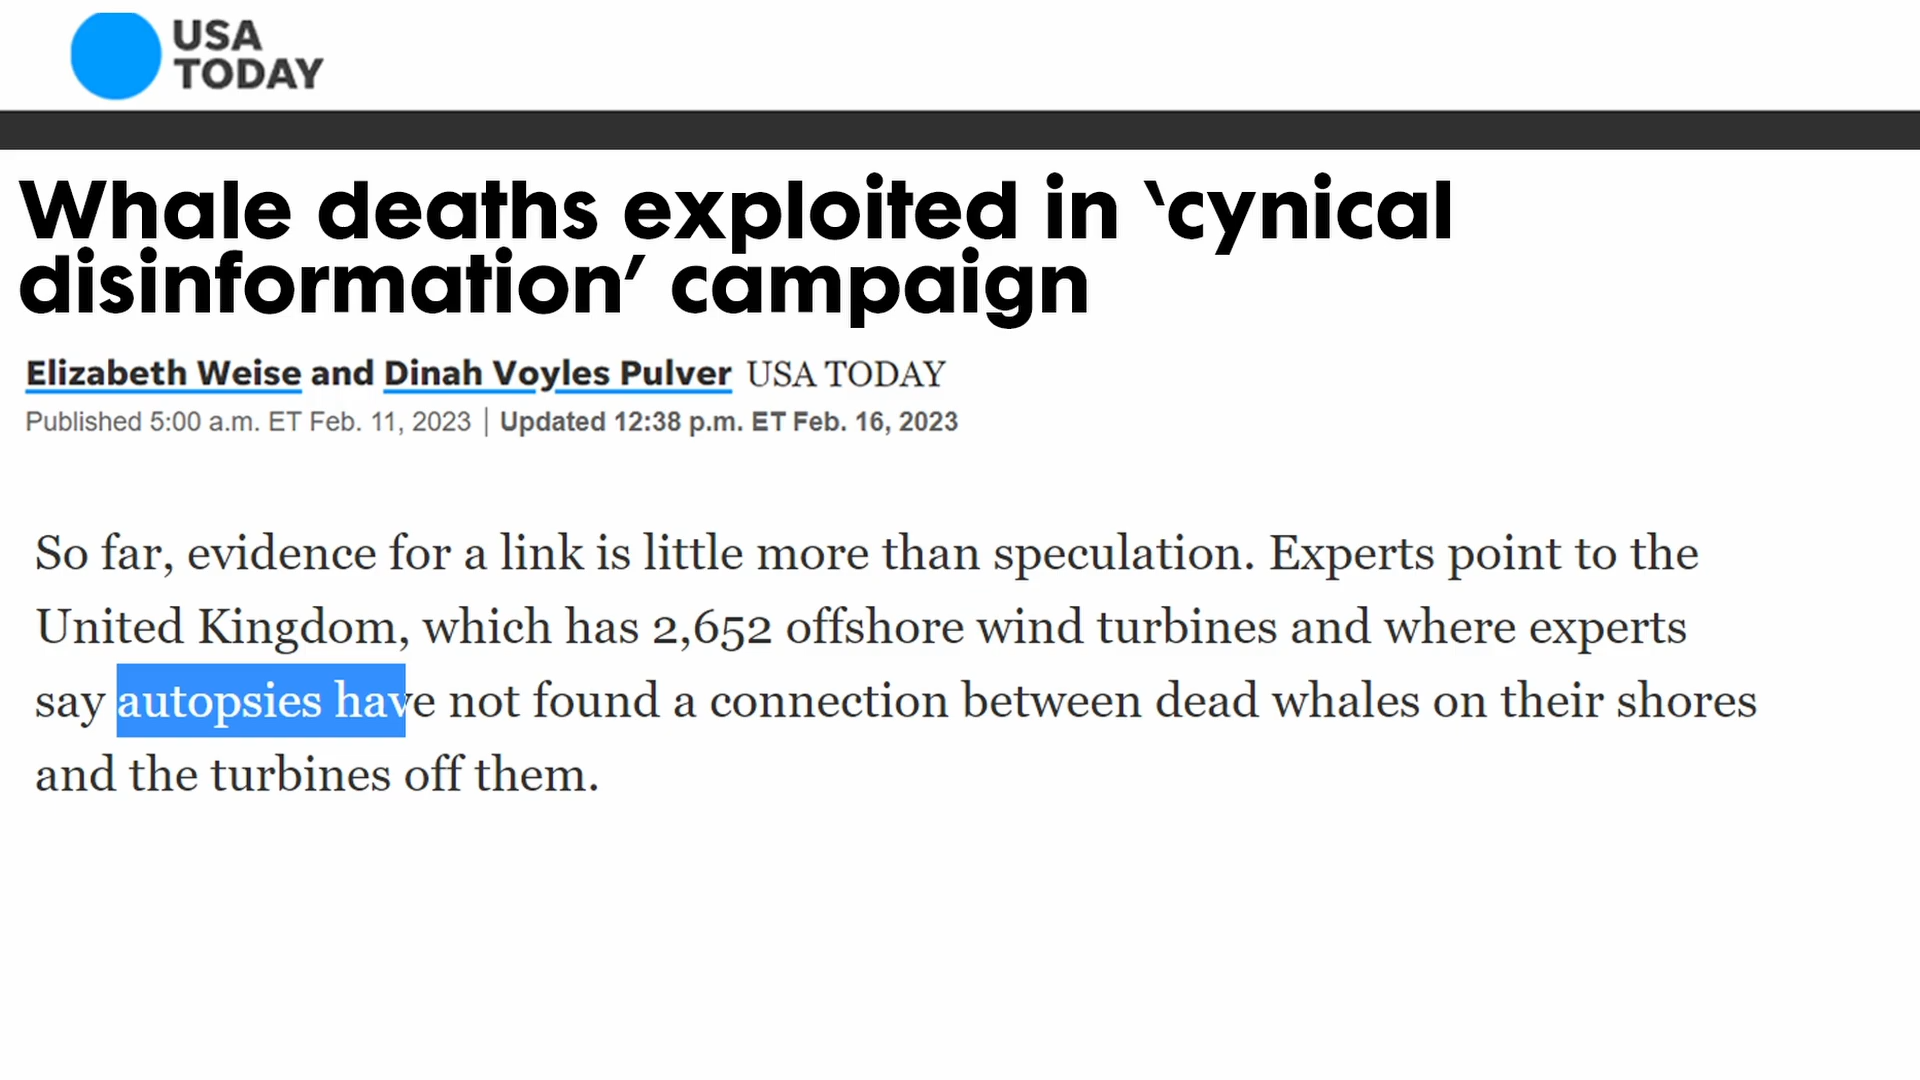 USA
TODAY
Whale deaths exploited in ‘cynical
disinformation’ campaign
Elizabeth Weise and Dinah Voyles Pulver USA TODAY
Published 5:00 a.m. ET Feb. 11, 2023 | Updated 12:38 p.m. ET Feb. 16, 2023
So far, evidence for a link is little more than speculation. Experts point to the
United Kingdom, which has 2,652 offshore wind turbines and where experts
say autopsies have not found a connection between dead whales on their shores
and the turbines off them.